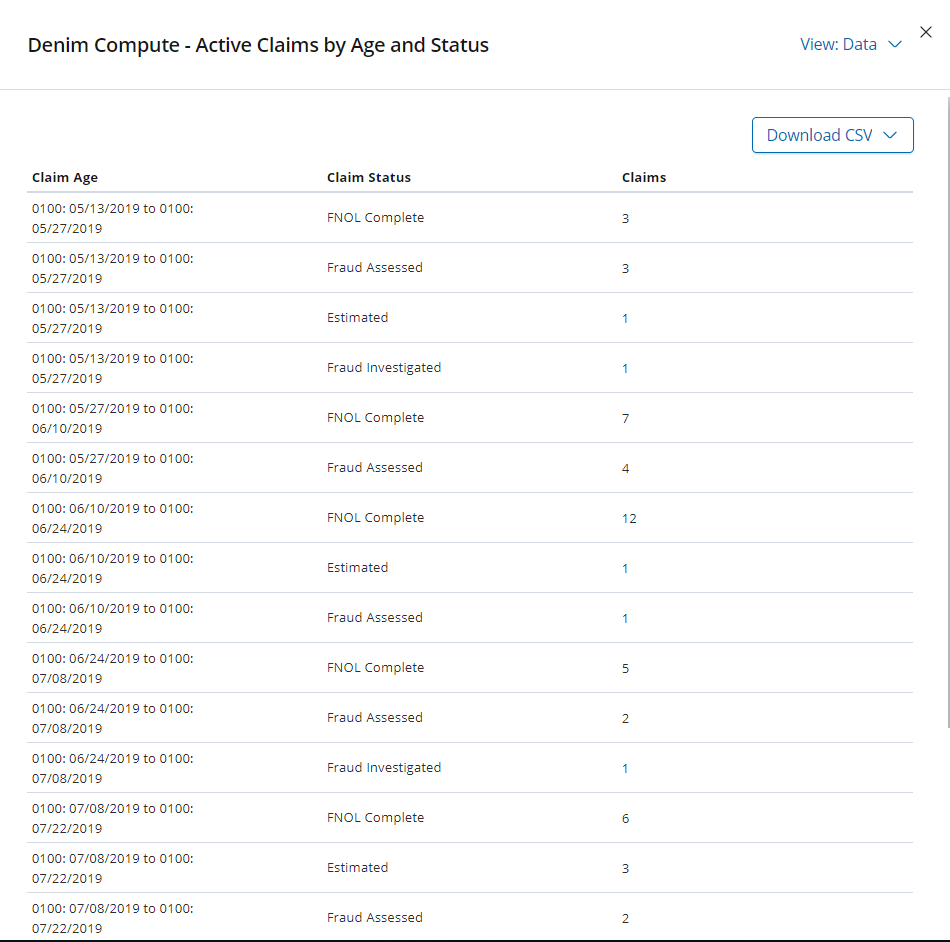 Denim Compute - Active Claims by Age and Status
View: Data
Download CSV
Claim Age Claim Status Claims
0100: 05/13/2019 to 0100:
05/27/2019
FNOL Complete
3
0100: 05/13/2019 to 0100:
05/27/2019
Fraud Assessed
3
0100: 05/13/2019 to 0100:
05/27/2019
Estimated
1
0100: 05/13/2019 to 0100:
05/27/2019
Fraud Investigated
1
0100: 05/27/2019 to 0100:
06/10/2019
FNOL Complete
7
0100: 05/27/2019 to 0100:
06/10/2019
Fraud Assessed
4
0100: 06/10/2019 to 0100:
06/24/2019
FNOL Complete
12
0100: 06/10/2019 to 0100:
06/24/2019
Estimated
1
0100: 06/10/2019 to 0100:
06/24/2019
Fraud Assessed
1
0100: 06/24/2019 to 0100:
07/08/2019
FNOL Complete
5
0100: 06/24/2019 to 0100:
07/08/2019
Fraud Assessed
2
0100: 06/24/2019 to 0100:
07/08/2019
Fraud Investigated
1
0100: 07/08/2019 to 0100:
07/22/2019
FNOL Complete
6
0100: 07/08/2019 to 0100:
07/22/2019
Estimated
3
0100: 07/08/2019 to 0100:
07/22/2019
Fraud Assessed
2